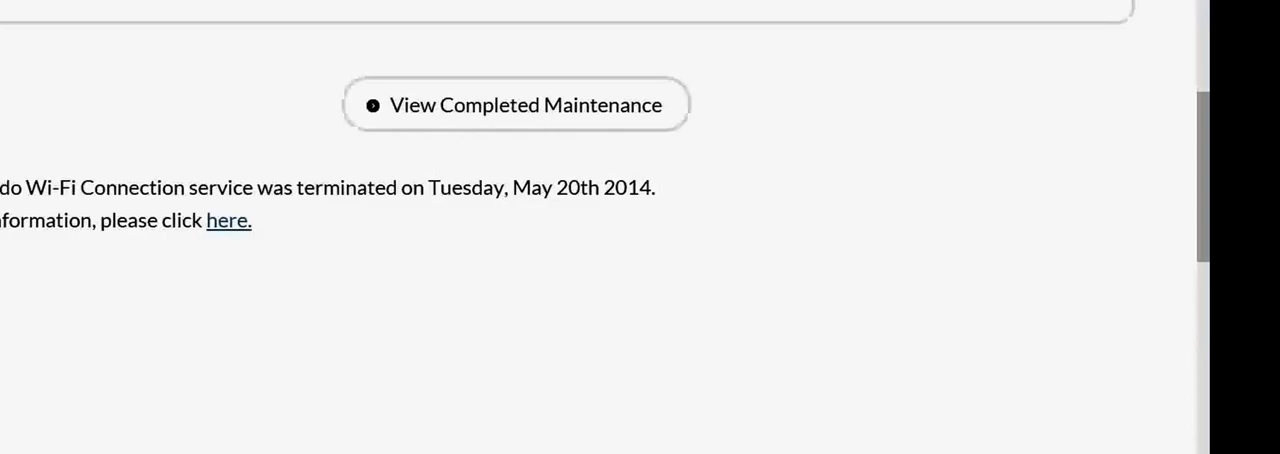 View Completed Maintenance
do Wi-Fi Connection service was terminated on Tuesday, May 20th 2014.
formation, please click here.